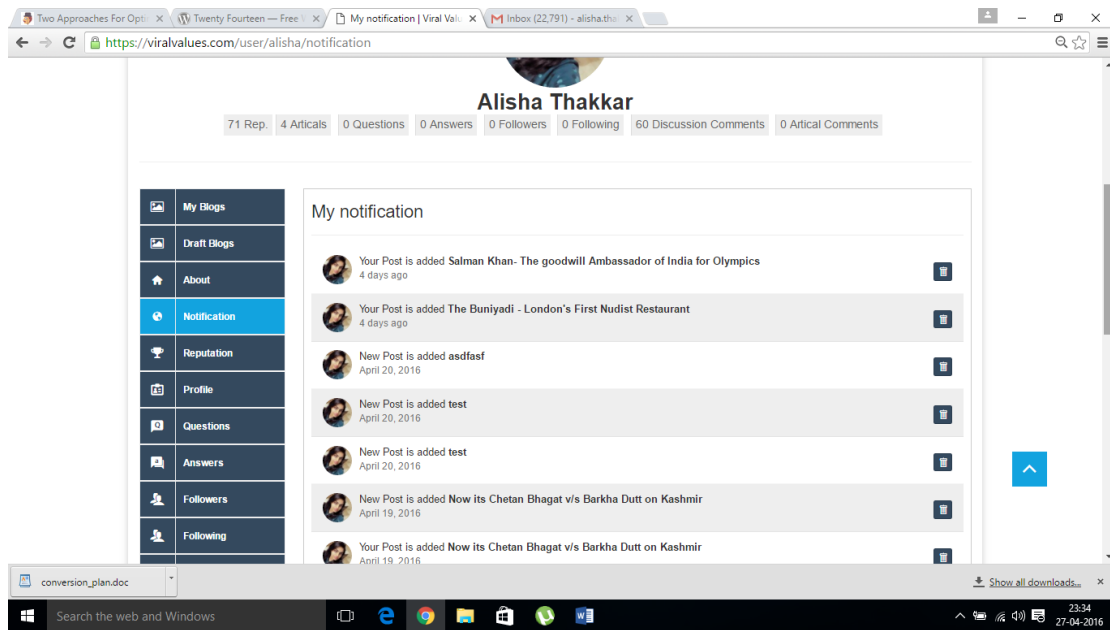 Two Approaches For Opti
Twenty Fourteen — Free
My notification | Viral Valu
Inbox (22,791) - alisha.tha
https://viralvalues.com/user/alisha/notification
Alisha Thakkar
71 Rep. 4 Articals 0 Questions 0 Answers 0 Followers 0 Following 60 Discussion Comments 0 Artical Comments
My Blogs
Draft Blogs
About
Notification
Reputation
Profile
Questions
Answers
Followers
Following
My notification
Your Post is added Salman Khan- The goodwill Ambassador of India for Olympics
4 days ago
Your Post is added The Buniyadi - London's First Nudist Restaurant
4 days ago
New Post is added asdfasf
April 20, 2016
New Post is added test
April 20, 2016
New Post is added test
April 20, 2016
New Post is added Now its Chetan Bhagat v/s Barkha Dutt on Kashmir
April 19, 2016
Your Post is added Now its Chetan Bhagat v/s Barkha Dutt on Kashmir
April 19, 2016
conversion_plan.doc
Show all downloads...
Search the web and Windows
23:34
27-04-2016